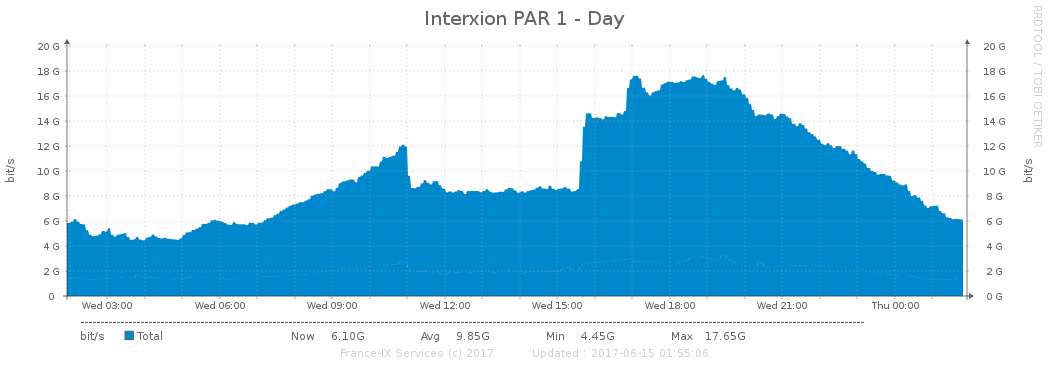 Interxion PAR 1 - Day
RRDTOOL / TOBI OETIKER
bit/s
20 G 20 G
18 G 18 G
16 G 16 G
14 G 14 G
12 G 12 G
10 G 10 G
8 G 8 G
6 G 6 G
4 G 4 G
2 G 2 G
0 0 G
bit/s
Wed 03:00 Wed 06:00 Wed 09:00 Wed 12:00 Wed 15:00 Wed 18:00 Wed 21:00 Thu 00:00
bit/s Total Now 6.10G Avg 9.85G Min 4.45G Max 17.65G
France-IX Services (c) 2017 Updated : 2017-06-15 01:55:06